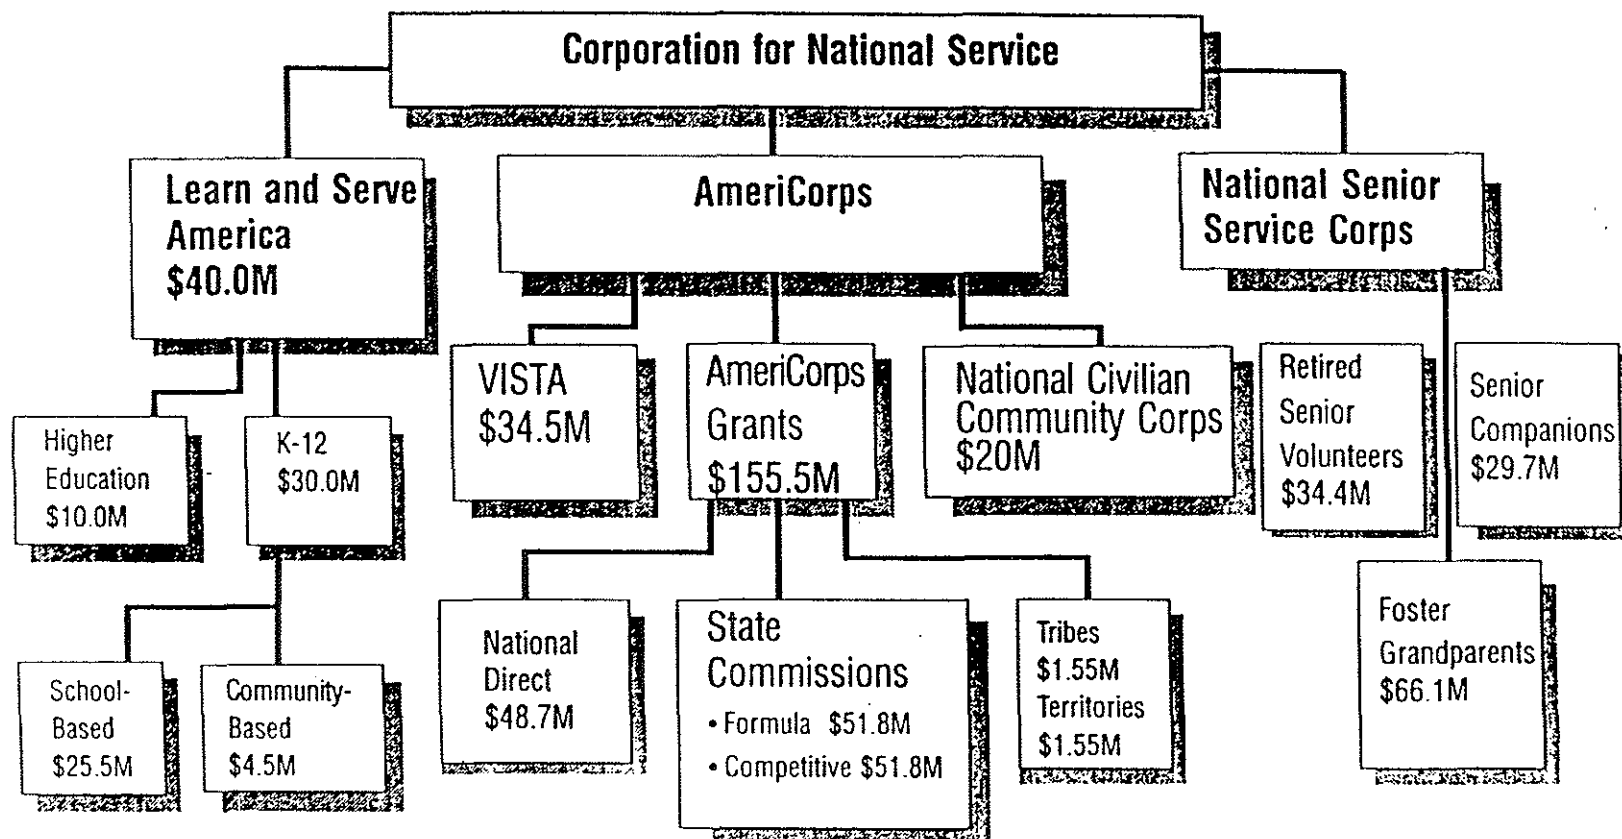 Corporation for National Service
Learn and Serve
America
$40.0M
AmeriCorps
National Senior
Service Corps
Higher
Education
$10.0M
K-12
$30.0M
School-
Based
$25.5M
Community-
Based
$4.5M
VISTA
$34.5M
AmeriCorps
Grants
$155.5M
National Civilian
Community Corps
$20M
National
Direct
$48.7M
State
Commissions
• Formula $51.8M
• Competitive $51.8M
Tribes
$1.55M
Territories
$1.55M
Retired
Senior
Volunteers
$34.4M
Senior
Companions
$29.7M
Foster
Grandparents
$66.1M